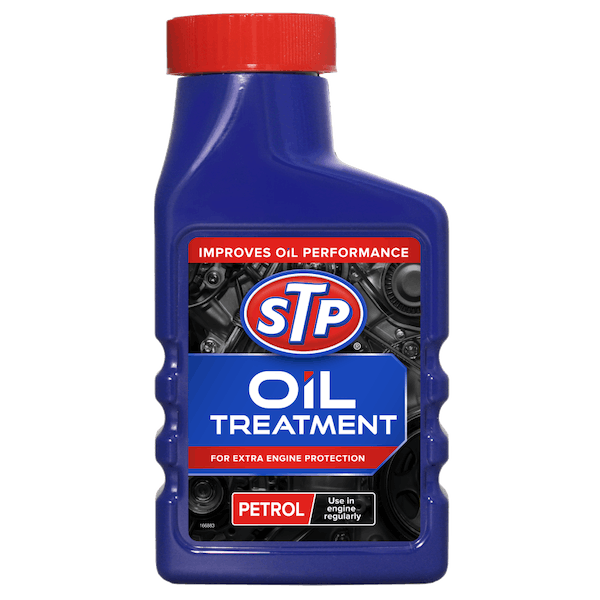 IMPROVES OiL PERFORMANCE
STP
®
OiL
TREATMENT
FOR EXTRA ENGINE PROTECTION
PETROL
Use in
engine
regularly